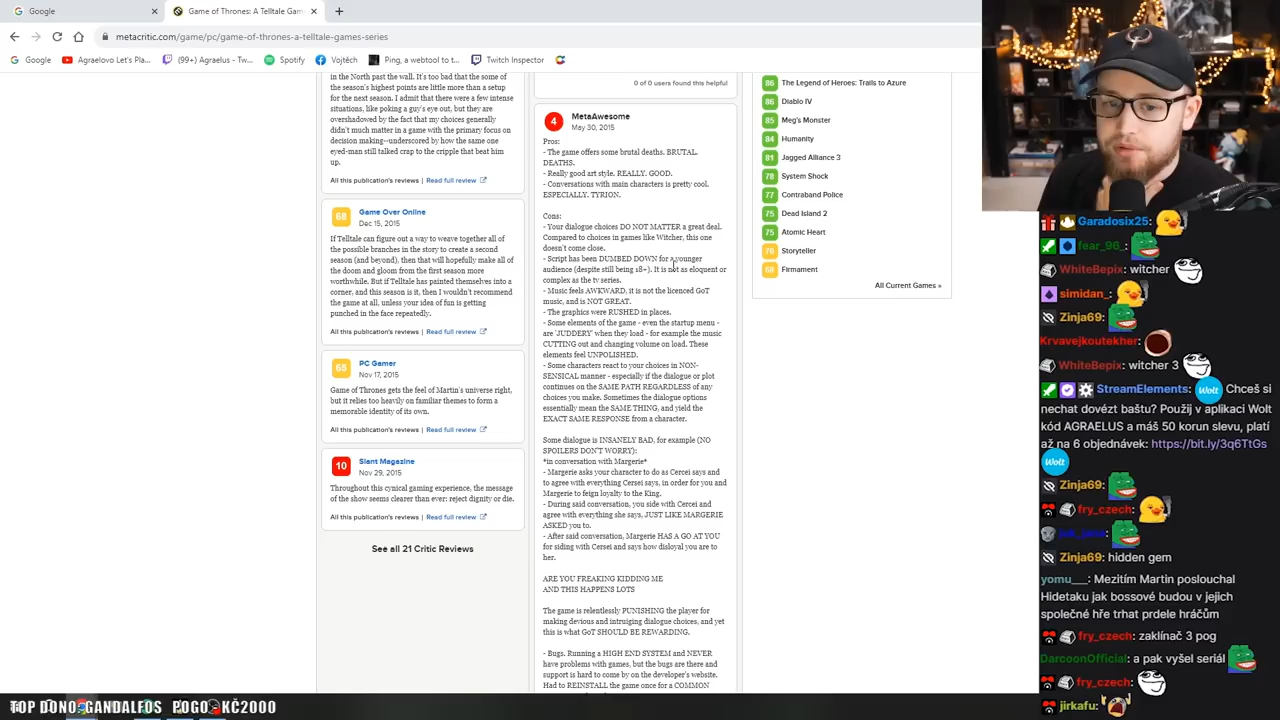 Google
Game of Thrones: A Telltale Gam
metacritic.com/game/pc/game-of-thrones-a-telltale-games-series
Google
Agraelovo Let's Pla...
(99+) Agraelus - Tw...
Spotify
Vojtěch
Ping, a webtool to t...
Twitch Inspector
in the North past the wall. It's too bad that the some of
the season's highest points are little more than a setup
for the next season. I admit that there were a few intense
situations, like poking a guy's eye out, but they are
overshadowed by the fact that my choices generally
didn't much matter in a game with the primary focus on
decision making--underscored by how the same one
eyed-man still talked crap to the cripple that beat him
up.
All this publication's reviews | Read full review
68
Game Over Online
Dec 15, 2015
If Telltale can figure out a way to weave together all of
the possible branches in the story to create a second
season (and beyond), then that will hopefully make all
of the doom and gloom from the first season more
worthwhile. But if Telltale has painted themselves into a
corner, and this season is it, then I wouldn't recommend
the game at all, unless your idea of fun is getting
punched in the face repeatedly.
All this publication's reviews | Read full review
65
PC Gamer
Nov 17, 2015
Game of Thrones gets the feel of Martin's universe right,
but it relies too heavily on familiar themes to form a
memorable identity of its own.
All this publication's reviews | Read full review
10
Slant Magazine
Nov 29, 2015
Throughout this cynical gaming experience, the message
of the show seems clearer than ever: reject dignity or die.
All this publication's reviews | Read full review
See all 21 Critic Reviews
0 of 0 users found this helpful
4
MetaAwesome
May 30, 2015
Pros:
- The game offers some brutal deaths. BRUTAL.
DEATHS.
- Really good art style. REALLY. GOOD.
- Conversations with main characters is pretty cool.
ESPECIALLY. TYRION.
Cons:
- Your dialogue choices DO NOT MATTER a great deal.
Compared to choices in games like Witcher, this one
doesn't come close.
- Script has been DUMBED DOWN for a younger
audience (despite still being 18+). It is not as eloquent or
complex as the tv series.
- Music feels AWKWARD, it is not the licenced GoT
music, and is NOT GREAT.
- The graphics were RUSHED in places.
- Some elements of the game - even the startup menu -
are 'JUDDERY' when they load - for example the music
CUTTING out and changing volume on load. These
elements feel UNPOLISHED.
- Some characters react to your choices in NON-
SENSICAL manner - especially if the dialogue or plot
continues on the SAME PATH REGARDLESS of any
choices you make. Sometimes the dialogue options
essentially mean the SAME THING, and yield the
EXACT SAME RESPONSE from a character.
Some dialogue is INSANELY BAD, for example (NO
SPOILERS DON'T WORRY):
*in conversation with Margerie*
- Margerie asks your character to do as Cercei says and
to agree with everything Cersei says, in order for you and
Margerie to feign loyalty to the King.
- During said conversation, you side with Cercei and
agree with everything she says, JUST LIKE MARGERIE
ASKED you to.
- After said conversation, Margerie HAS A GO AT YOU
for siding with Cersei and says how disloyal you are to
her.
ARE YOU FREAKING KIDDING ME
AND THIS HAPPENS LOTS
The game is relentlessly PUNISHING the player for
making devious and intruiging dialogue choices, and yet
this is what GoT SHOULD BE REWARDING.
- Bugs. Running a HIGH END SYSTEM and NEVER
have problems with games, but the bugs are there and
support is hard to come by on the developer's website.
Had to REINSTALL the game once for a COMMON
86 The Legend of Heroes: Trails to Azure
86 Diablo IV
85 Meg's Monster
84 Humanity
81 Jagged Alliance 3
78 System Shock
77 Contraband Police
75 Dead Island 2
75 Atomic Heart
70 Storyteller
68 Firmament
All Current Games »
Garadosix25:
fear_96_:
WhiteBepix: witcher
simidan_:
Zinja69:
Krvavejkoutekher:
WhiteBepix: witcher 3
StreamElements: Wolt Chceš si
nechat dovézt baštu? Použij v aplikaci Wolt
kód AGRAELUS a máš 50 korun slevu, platí
až na 6 objednávek: https://bit.ly/3q6TtGs
Wolt
Zinja69:
fry_czech:
Zinja69: hidden gem
yomu___: Mezitím Martin poslouchal
Hidetaku jak bossové budou v jejich
společné hře trhat prdele hráčům
fry_czech: zaklínač 3 pog
DarcoonOfficial: a pak vyšel seriál
fry_czech:
jirkafu:
TOP DONO: GANDALF05 POGO KČ2000